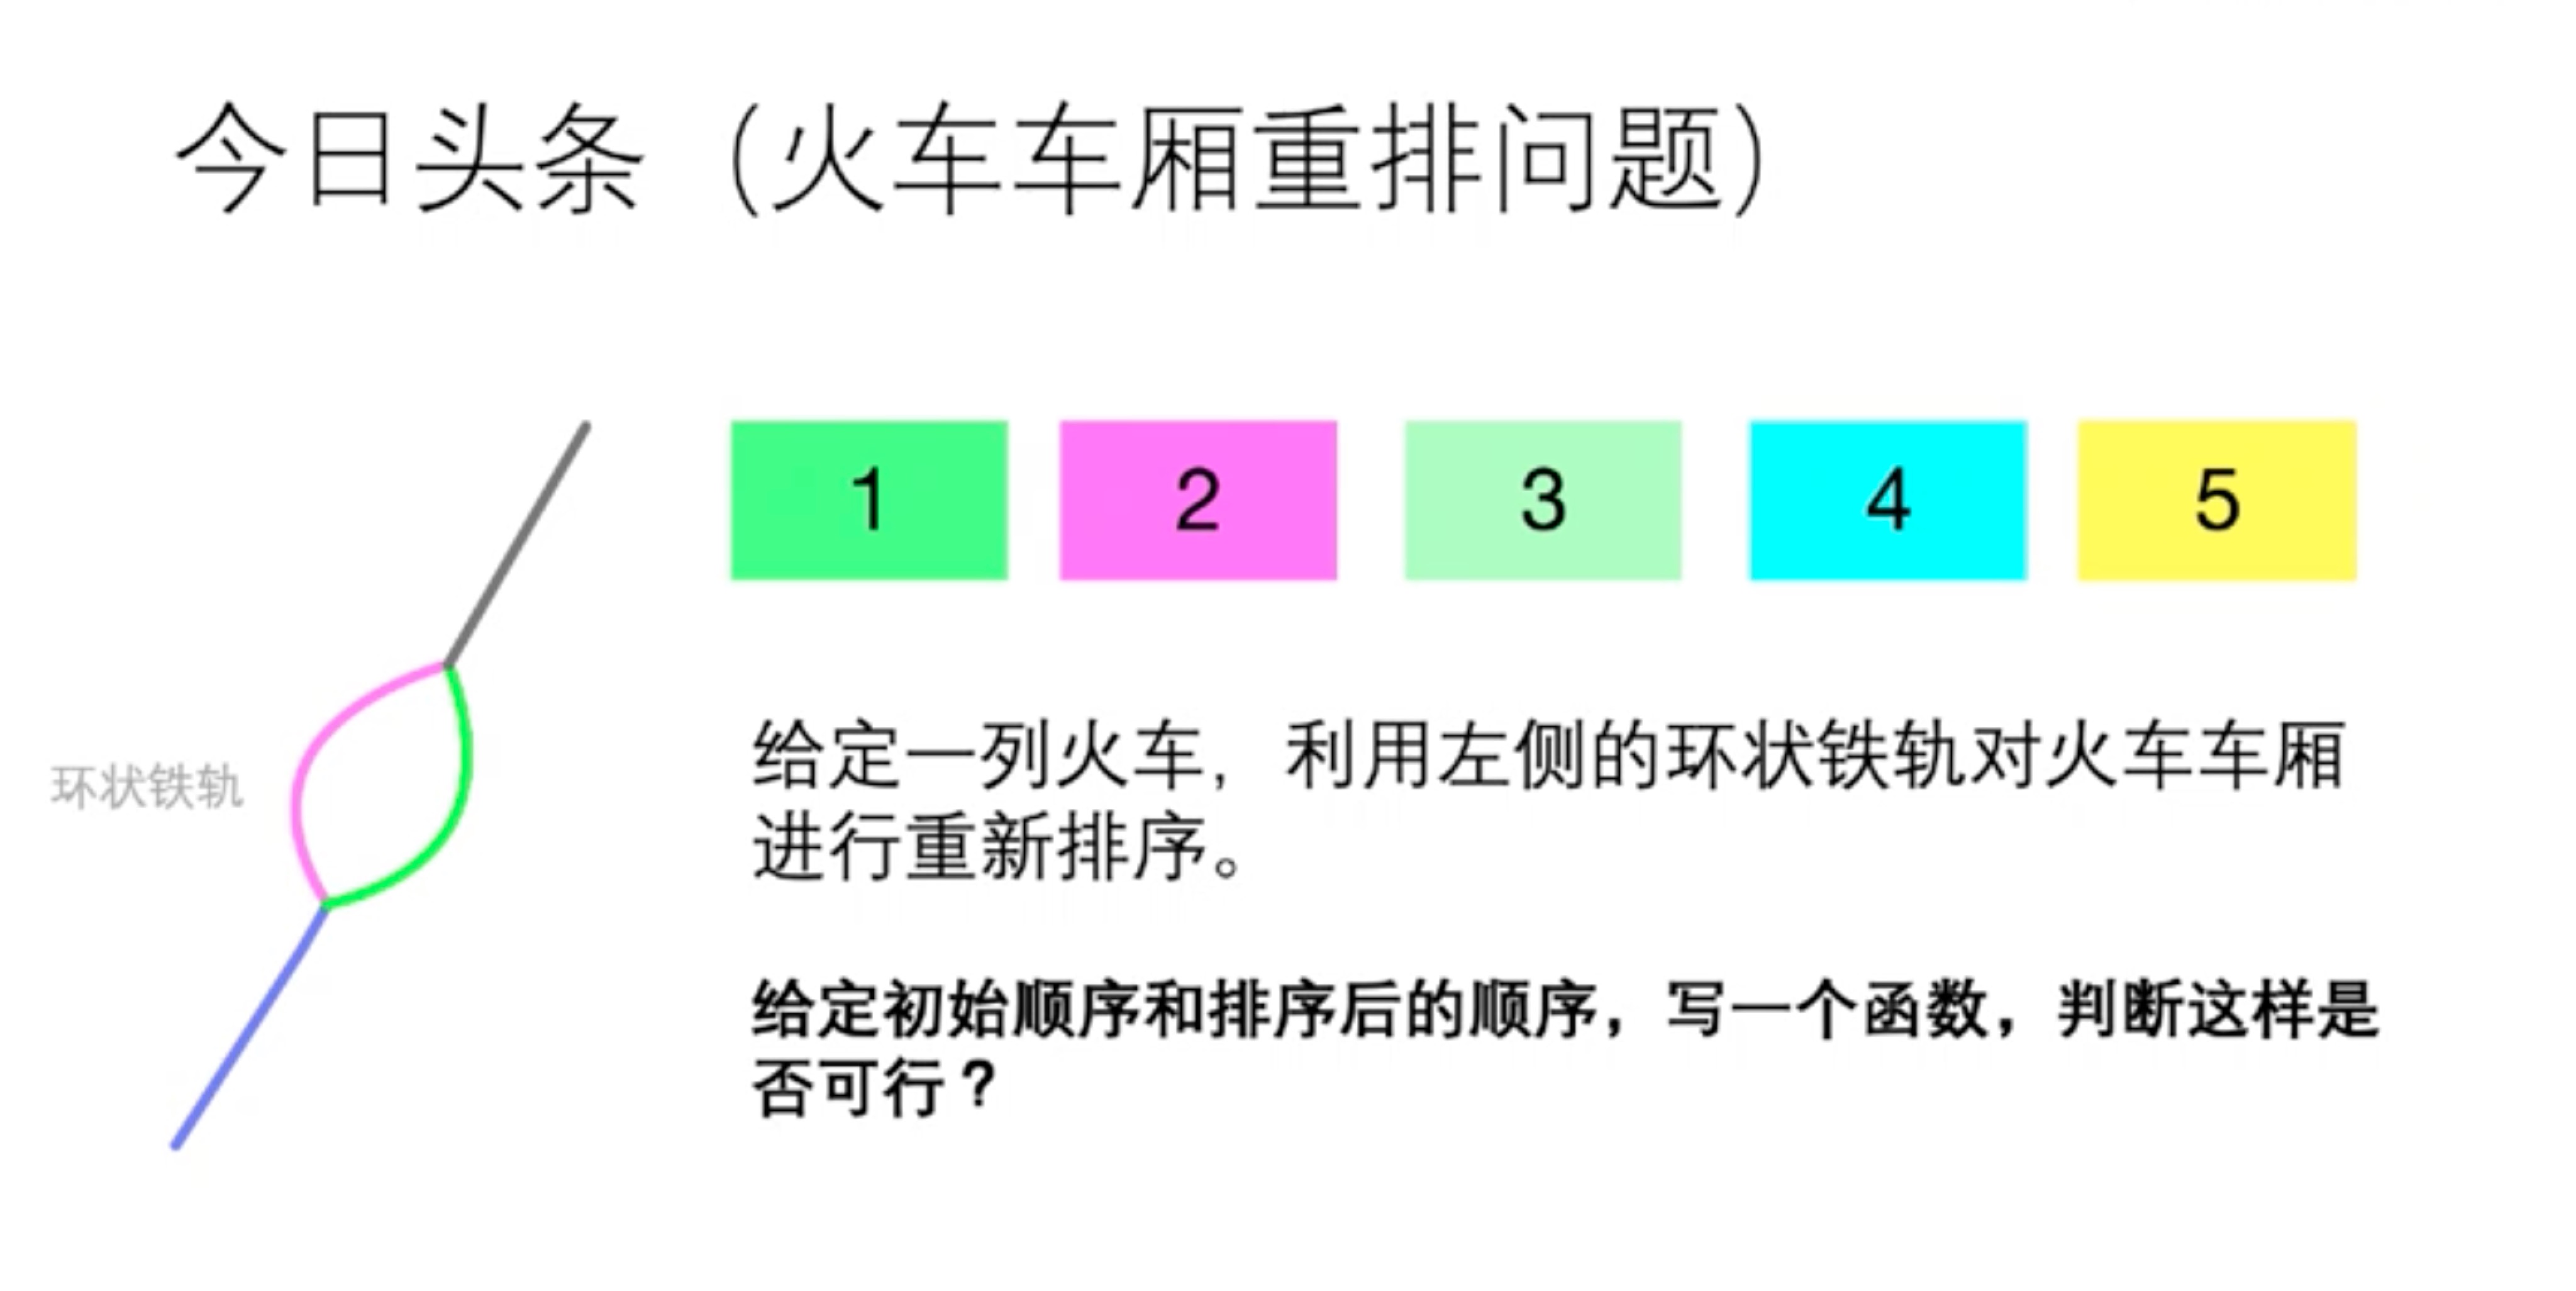 今日头条（火车车厢重排问题）
1 2 3 4 5
给定一列火车，利用左侧的环状铁轨对火车车厢
进行重新排序。
环状铁轨
给定初始顺序和排序后的顺序，写一个函数，判断这样是
否可行？